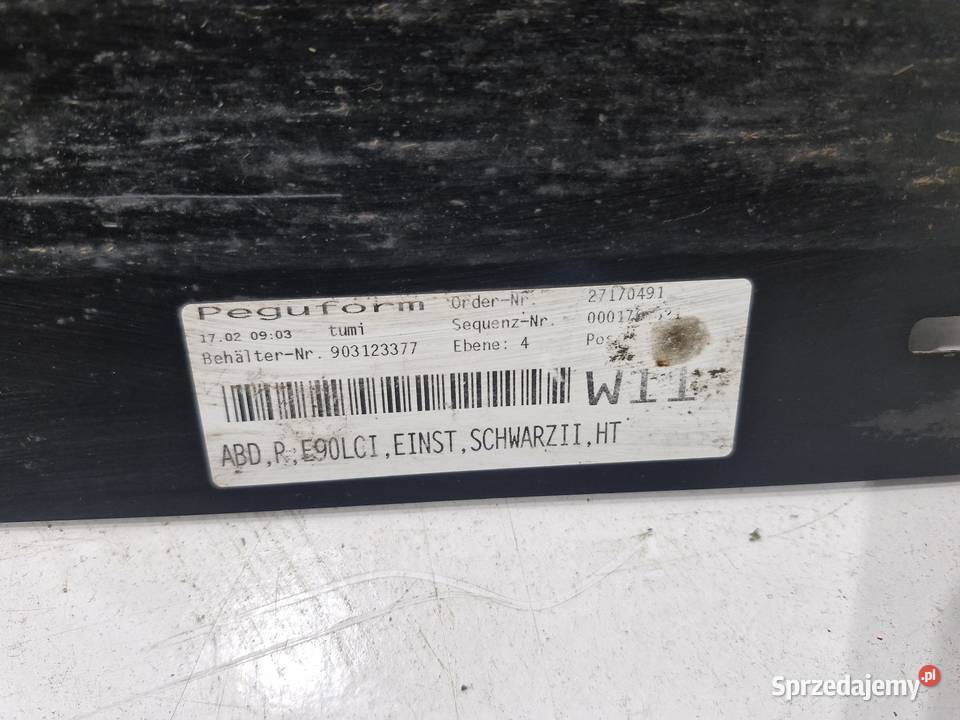 Peguform Order-Nr. 27170491
17.02 09:03 tumi Sequenz-Nr.
Behälter-Nr. 903123377 Ebene: 4
ABD,R,E90LCI,EINST,SCHWARZII,HT
Sprzedajemy.pl